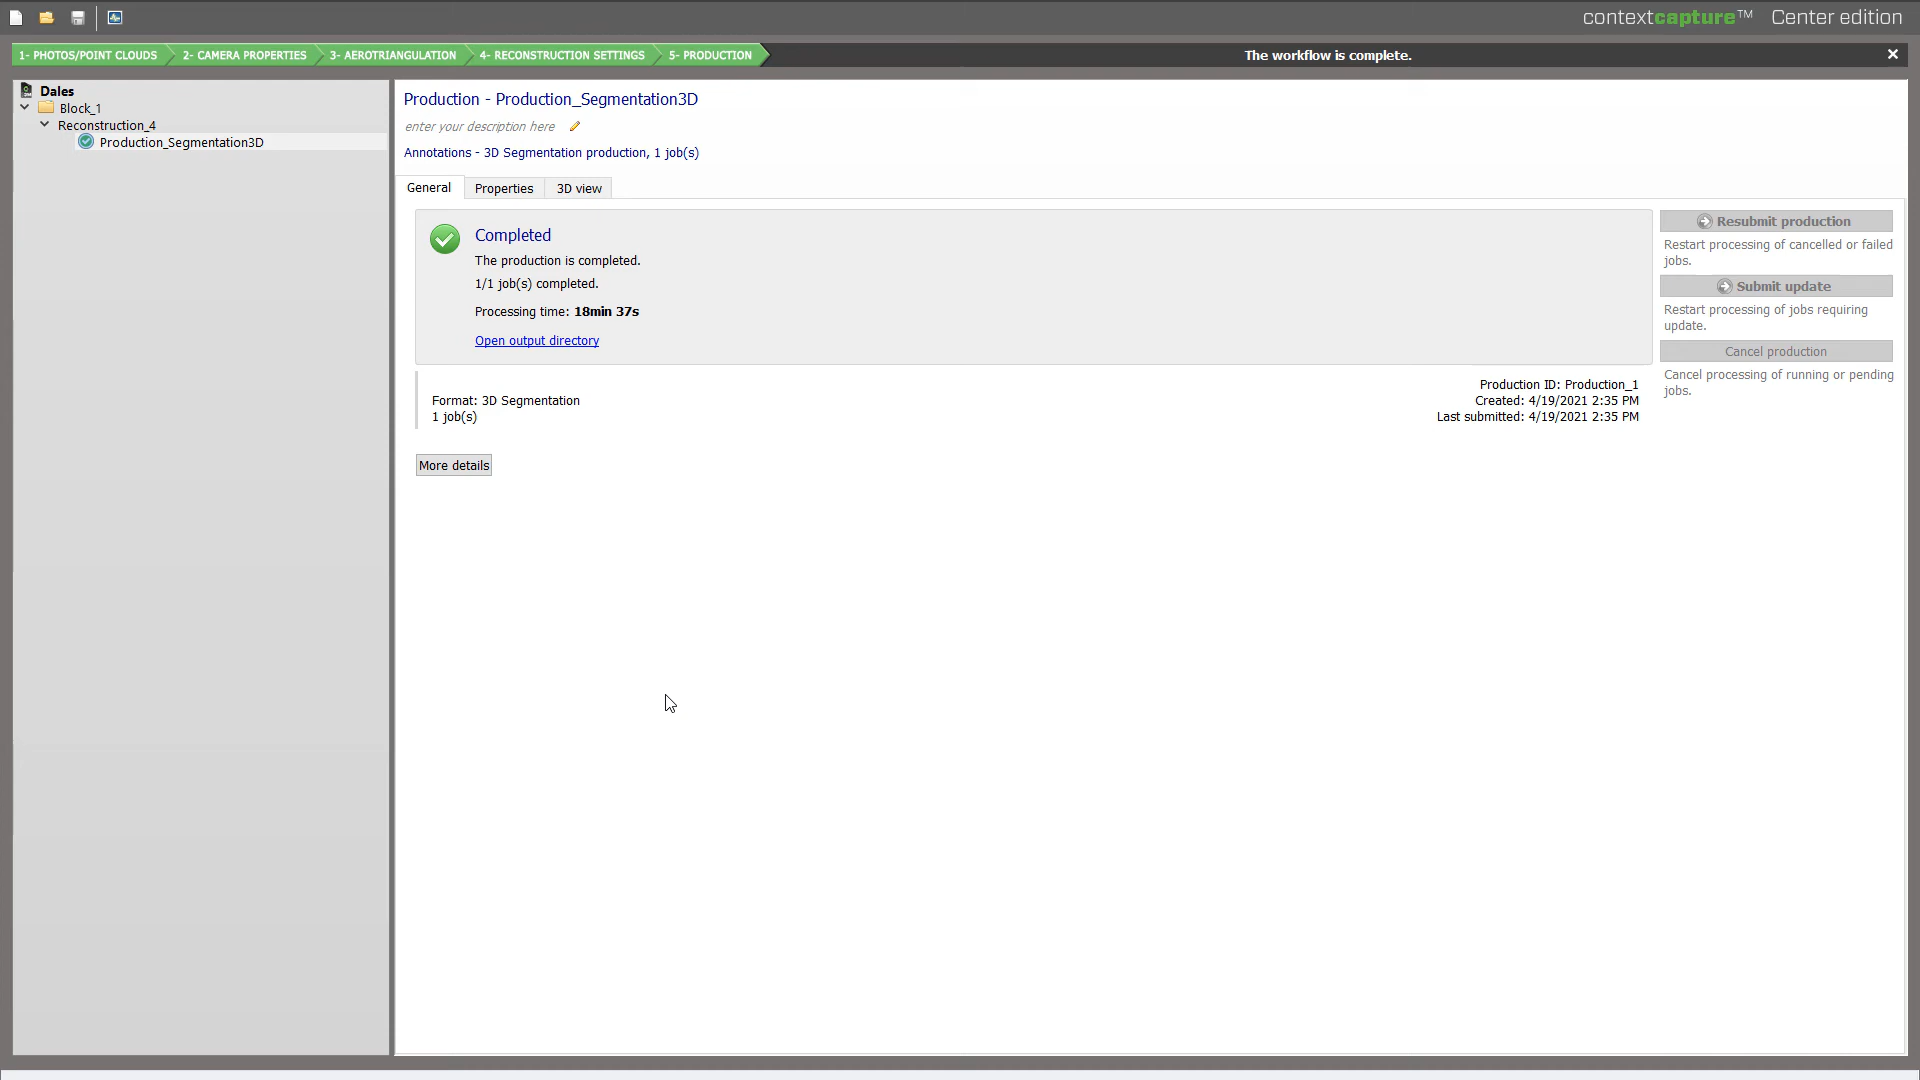 contextcapture™ Center edition
1- PHOTOS/POINT CLOUDS 2- CAMERA PROPERTIES 3- AEROTRIANGULATION 4- RECONSTRUCTION SETTINGS 5- PRODUCTION The workflow is complete.
Dales
Block_1
Reconstruction_4
Production_Segmentation3D
Production - Production_Segmentation3D
enter your description here
Annotations - 3D Segmentation production, 1 job(s)
General Properties 3D view
Completed
The production is completed.
1/1 job(s) completed.
Processing time: 18min 37s
Open output directory
Format: 3D Segmentation
1 job(s)
Production ID: Production_1
Created: 4/19/2021 2:35 PM
Last submitted: 4/19/2021 2:35 PM
More details
Resubmit production
Restart processing of cancelled or failed
jobs.
Submit update
Restart processing of jobs requiring
update.
Cancel production
Cancel processing of running or pending
jobs.